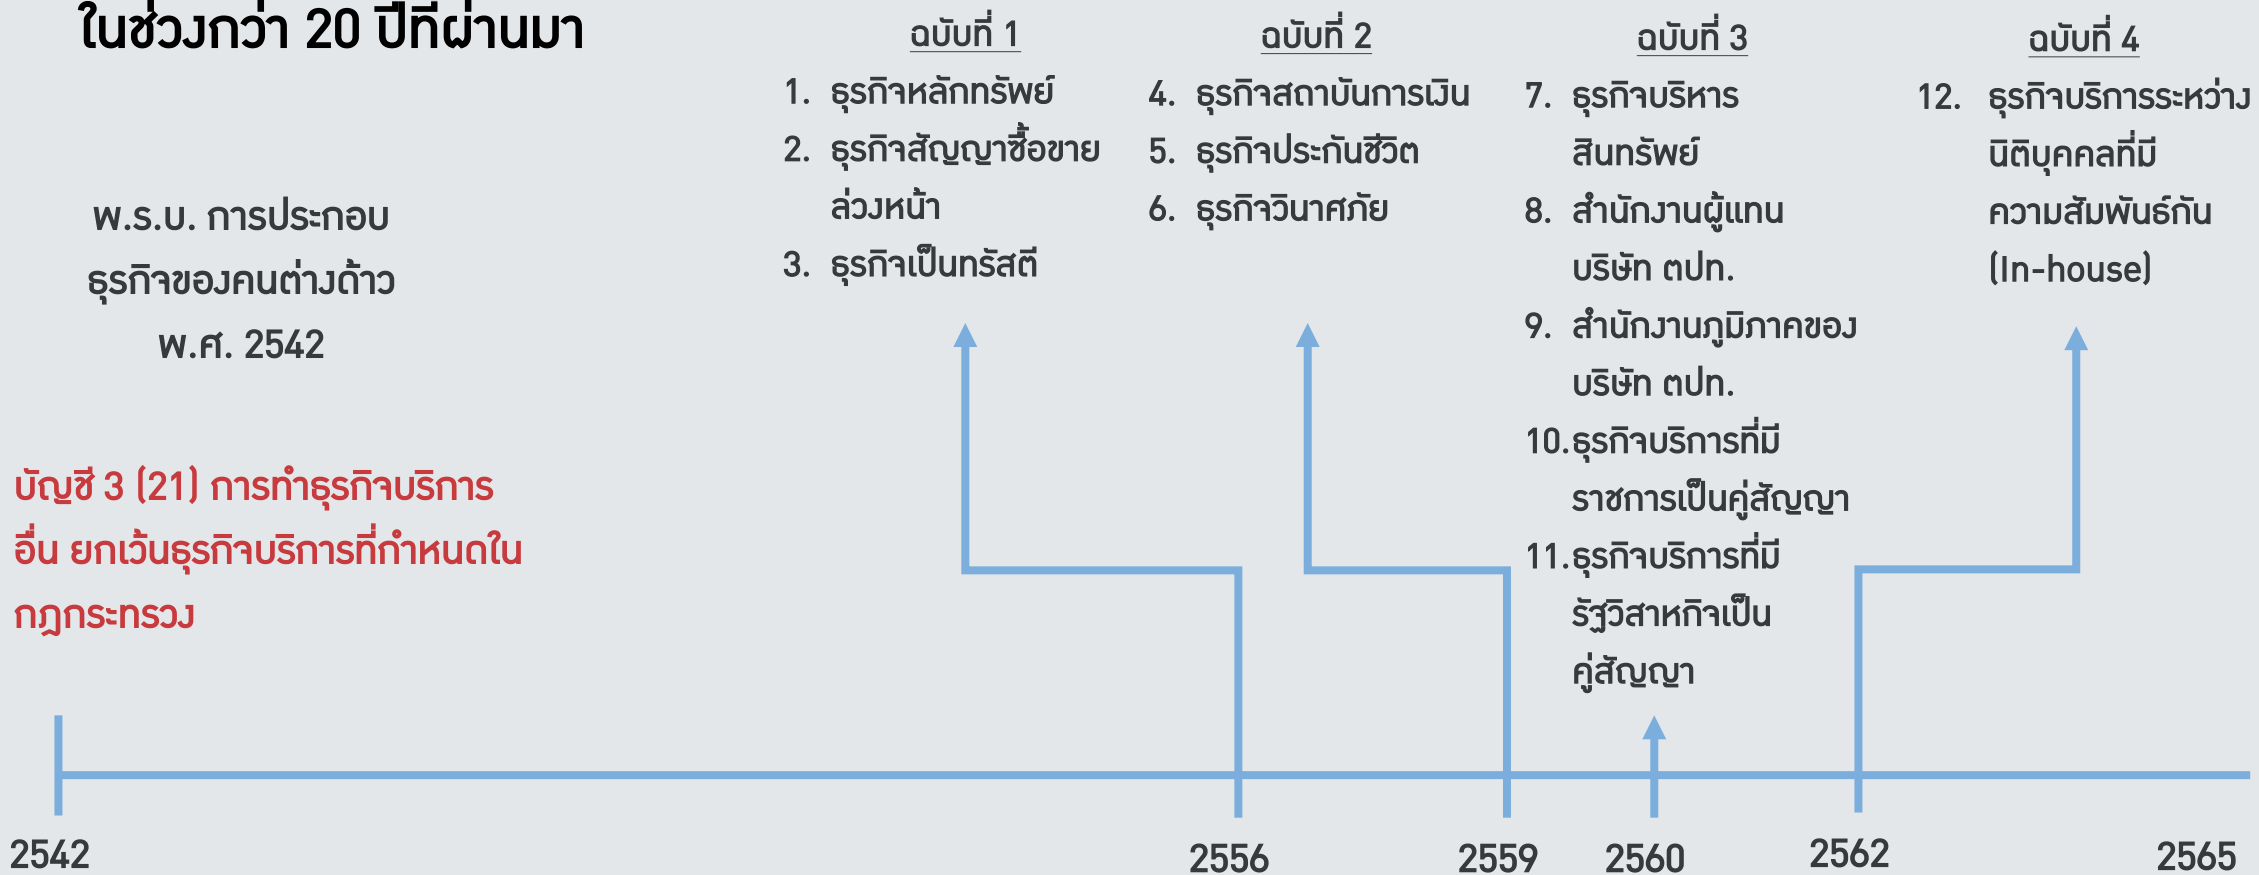 ในช่วงกว่า 20 ปีที่ผ่านมา
พ.ร.บ. การประกอบ
ธุรกิจของคนต่างด้าว
พ.ศ. 2542
บัญชี 3 (21) การทำธุรกิจบริการ
อื่น ยกเว้นธุรกิจบริการที่กำหนดใน
กฎกระทรวง
ฉบับที่ 1
1. ธุรกิจหลักทรัพย์
2. ธุรกิจสัญญาซื้อขาย
ล่วงหน้า
3. ธุรกิจเป็นทรัสตี
ฉบับที่ 2
4. ธุรกิจสถาบันการเงิน
5. ธุรกิจประกันชีวิต
6. ธุรกิจวินาศภัย
ฉบับที่ 3
7. ธุรกิจบริหาร
สินทรัพย์
8. สำนักงานผู้แทน
บริษัท ตปท.
9. สำนักงานภูมิภาคของ
บริษัท ตปท.
10. ธุรกิจบริการที่มี
ราชการเป็นคู่สัญญา
11. ธุรกิจบริการที่มี
รัฐวิสาหกิจเป็น
คู่สัญญา
ฉบับที่ 4
12. ธุรกิจบริการระหว่าง
นิติบุคคลที่มี
ความสัมพันธ์กัน
(In-house)
2542
2556
2559
2560
2562
2565